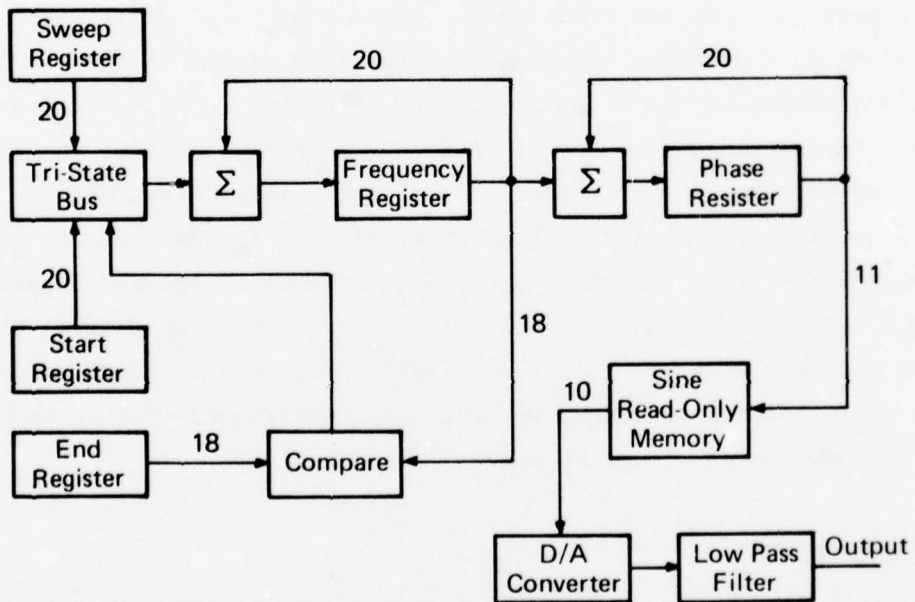 Sweep
Register
20
20
20
Tri-State
Bus
Σ
Frequency
Register
Σ
Phase
Resister
20
11
18
Start
Register
10
Sine
Read-Only
Memory
End
Register
18
Compare
D/A
Converter
Low Pass
Filter
Output